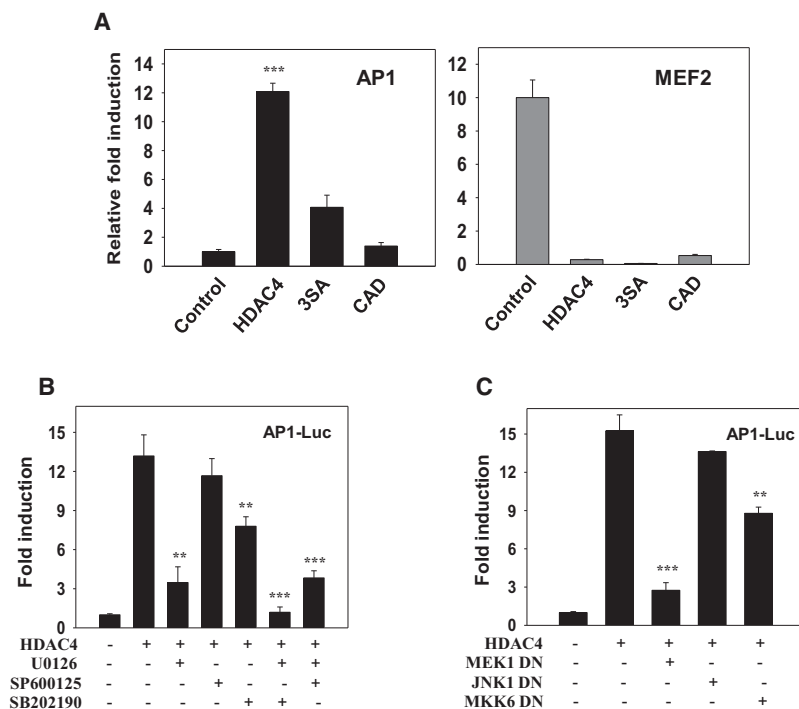 A
AP1
MEF2
Relative fold induction
14
12
10
8
6
4
2
0
***
Control
HDAC4
3SA
CAD
12
10
8
6
4
2
0
Control
HDAC4
3SA
CAD
B
AP1-Luc
Fold induction
15
12
9
6
3
0
**
**
***
***
HDAC4 - + + + + + +
U0126 - - + - - + +
SP600125 - - - + - - +
SB202190 - - - - + + -
C
AP1-Luc
Fold induction
15
12
9
6
3
0
***
**
HDAC4 - + + + +
MEK1 DN - - + - -
JNK1 DN - - - + -
MKK6 DN - - - - +